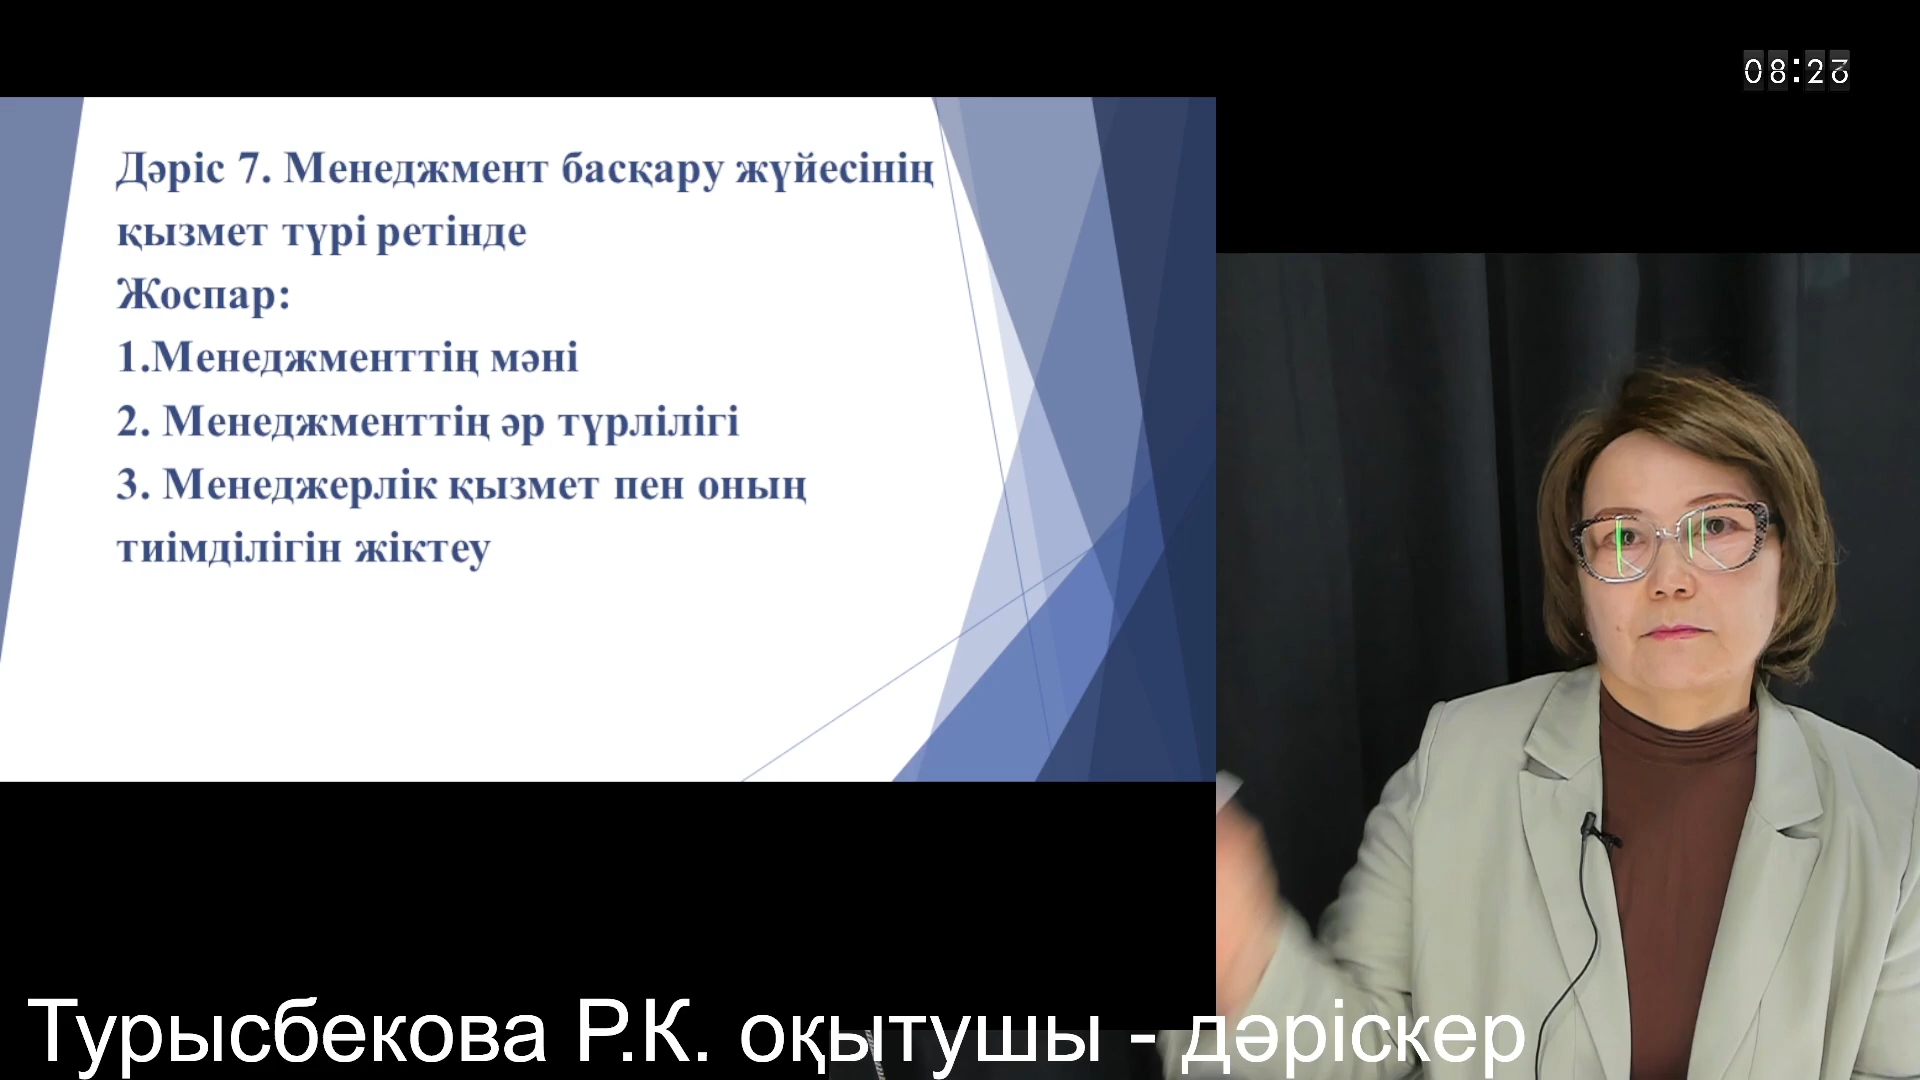 08:23
Дәріс 7. Менеджмент басқару жүйесінің
қызмет түрі ретінде
Жоспар:
1.Менеджменттің мәні
2. Менеджменттің әр түрлілігі
3. Менеджерлік қызмет пен оның
тиімділігін жіктеу
Турысбекова Р.К. оқытушы - дәріскер